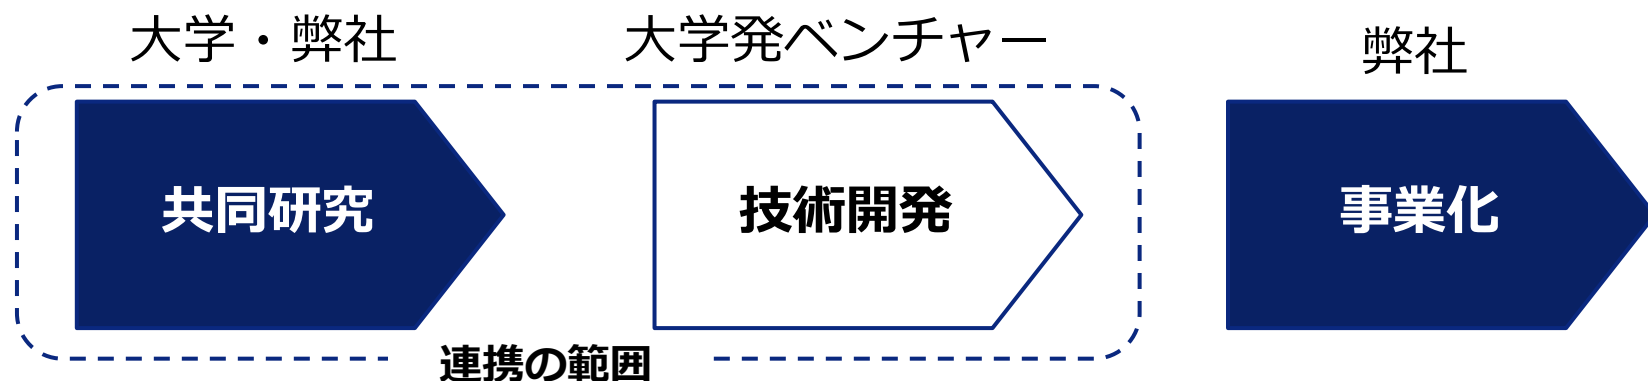 大学・弊社
大学発ベンチャー
弊社
共同研究
技術開発
事業化
連携の範囲